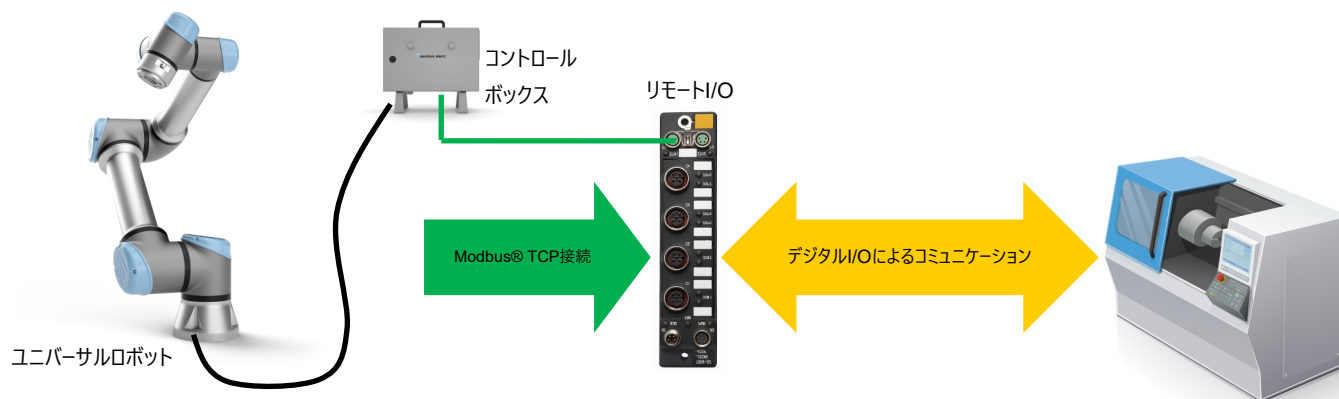 コントロール
ボックス
リモートI/O
Modbus® TCP接続
デジタルI/Oによるコミュニケーション
ユニバーサルロボット